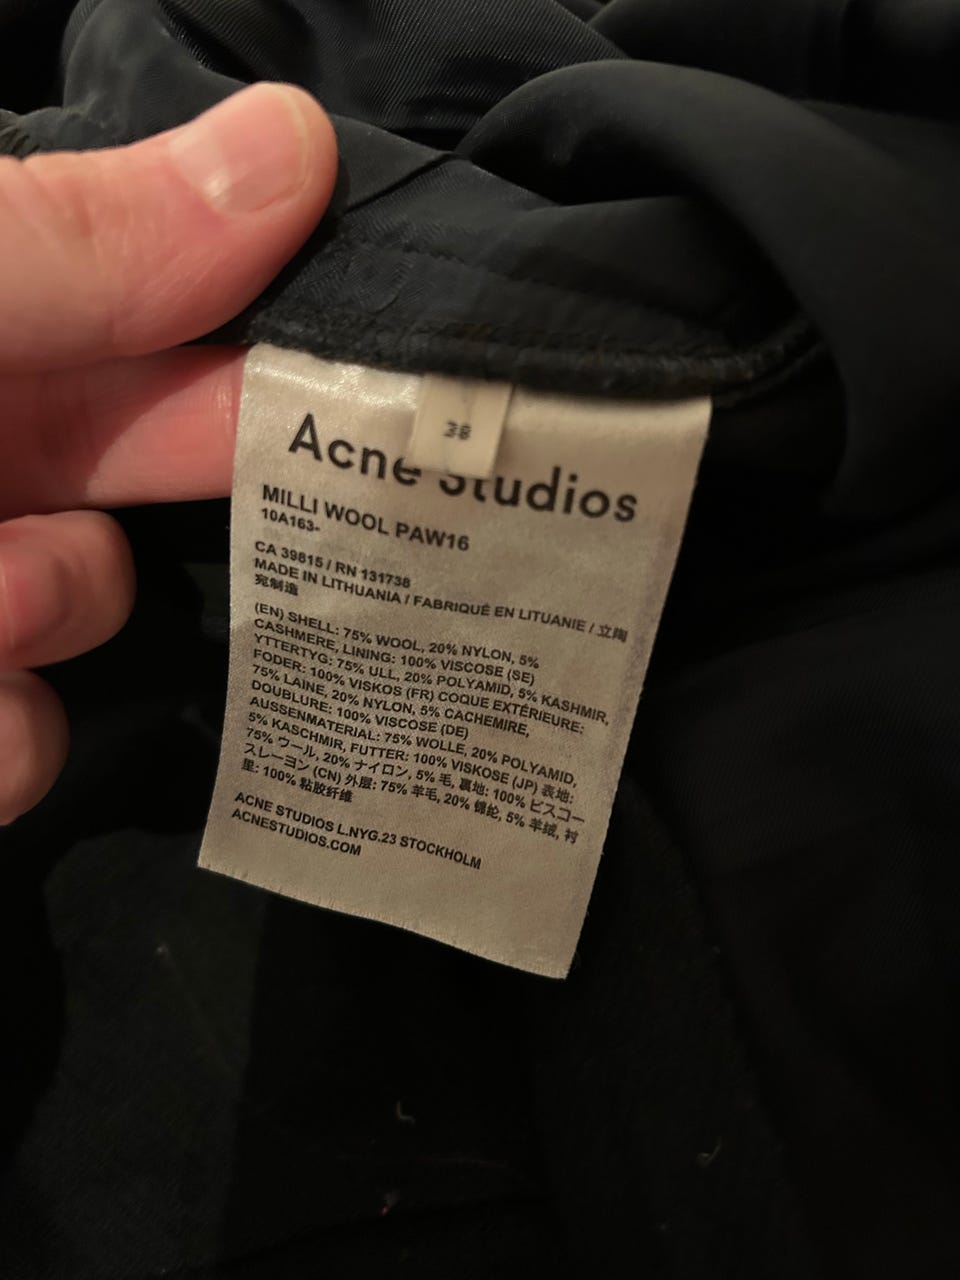 38
Acne Studios
MILLI WOOL PAW16
10A163-
CA 39815 / RN 131738
MADE IN LITHUANIA / FABRIQUÉ EN LITUANIE / 立陶
宛制造
(EN) SHELL: 75% WOOL, 20% NYLON, 5%
CASHMERE, LINING: 100% VISCOSE (SE)
YTTERTYG: 75% ULL, 20% POLYAMID, 5% KASHMIR,
FODER: 100% VISKOS (FR) COQUE EXTÉRIEURE:
75% LAINE, 20% NYLON, 5% CACHEMIRE,
DOUBLURE: 100% VISCOSE (DE)
AUSSENMATERIAL: 75% WOLLE, 20% POLYAMID,
5% KASCHMIR, FUTTER: 100% VISKOSE (JP) 表地:
75% ウール, 20% ナイロン, 5% 毛, 裏地: 100% ビスコー
スレーヨン (CN) 外层: 75% 羊毛, 20% 锦纶, 5% 羊绒, 衬
里: 100% 粘胶纤维
ACNE STUDIOS L.NYG.23 STOCKHOLM
ACNESTUDIOS.COM